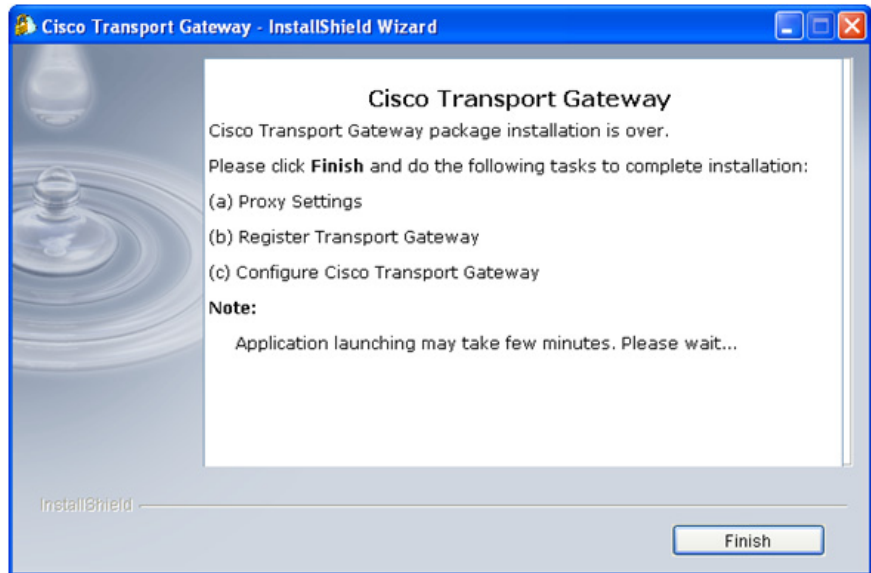 Cisco Transport Gateway - InstallShield Wizard
Cisco Transport Gateway
Cisco Transport Gateway package installation is over.
Please click Finish and do the following tasks to complete installation:
(a) Proxy Settings
(b) Register Transport Gateway
(c) Configure Cisco Transport Gateway
Note:
Application launching may take few minutes. Please wait...
InstallShield
Finish